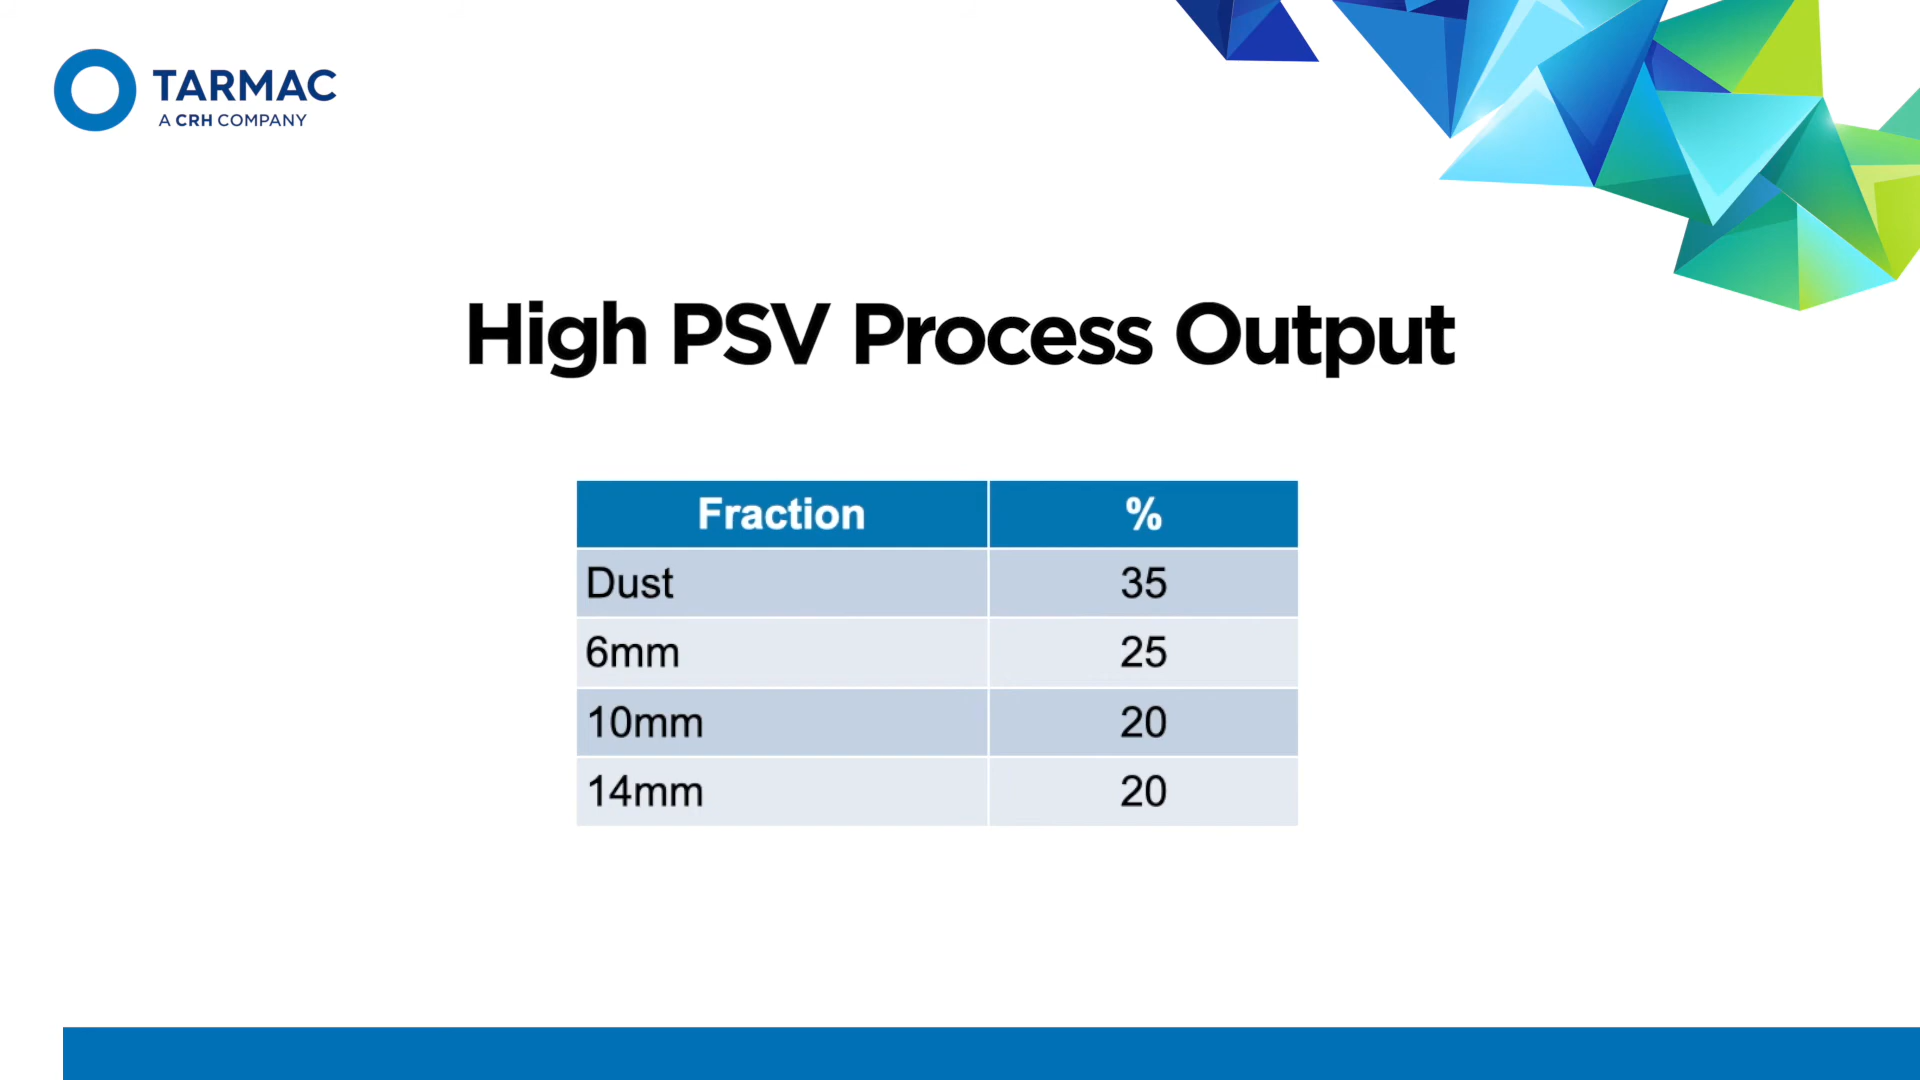 TARMAC
A CRH COMPANY
High PSV Process Output
Fraction %
Dust 35
6mm 25
10mm 20
14mm 20